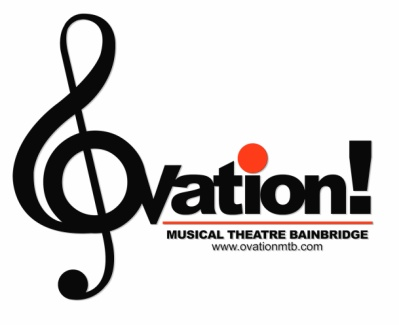 Ovation!
MUSICAL THEATRE BAINBRIDGE
www.ovationmtb.com